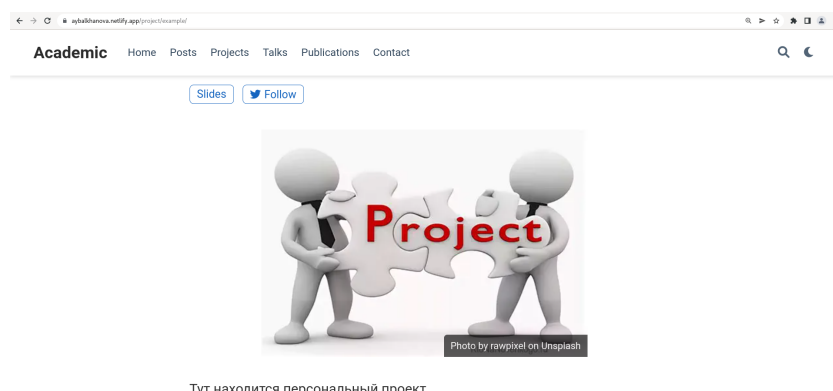 aybalkhanova.netlify.app/project/example/
Academic Home Posts Projects Talks Publications Contact
Slides Follow
Project
Photo by rawpixel on Unsplash
Тут находится персональный проект